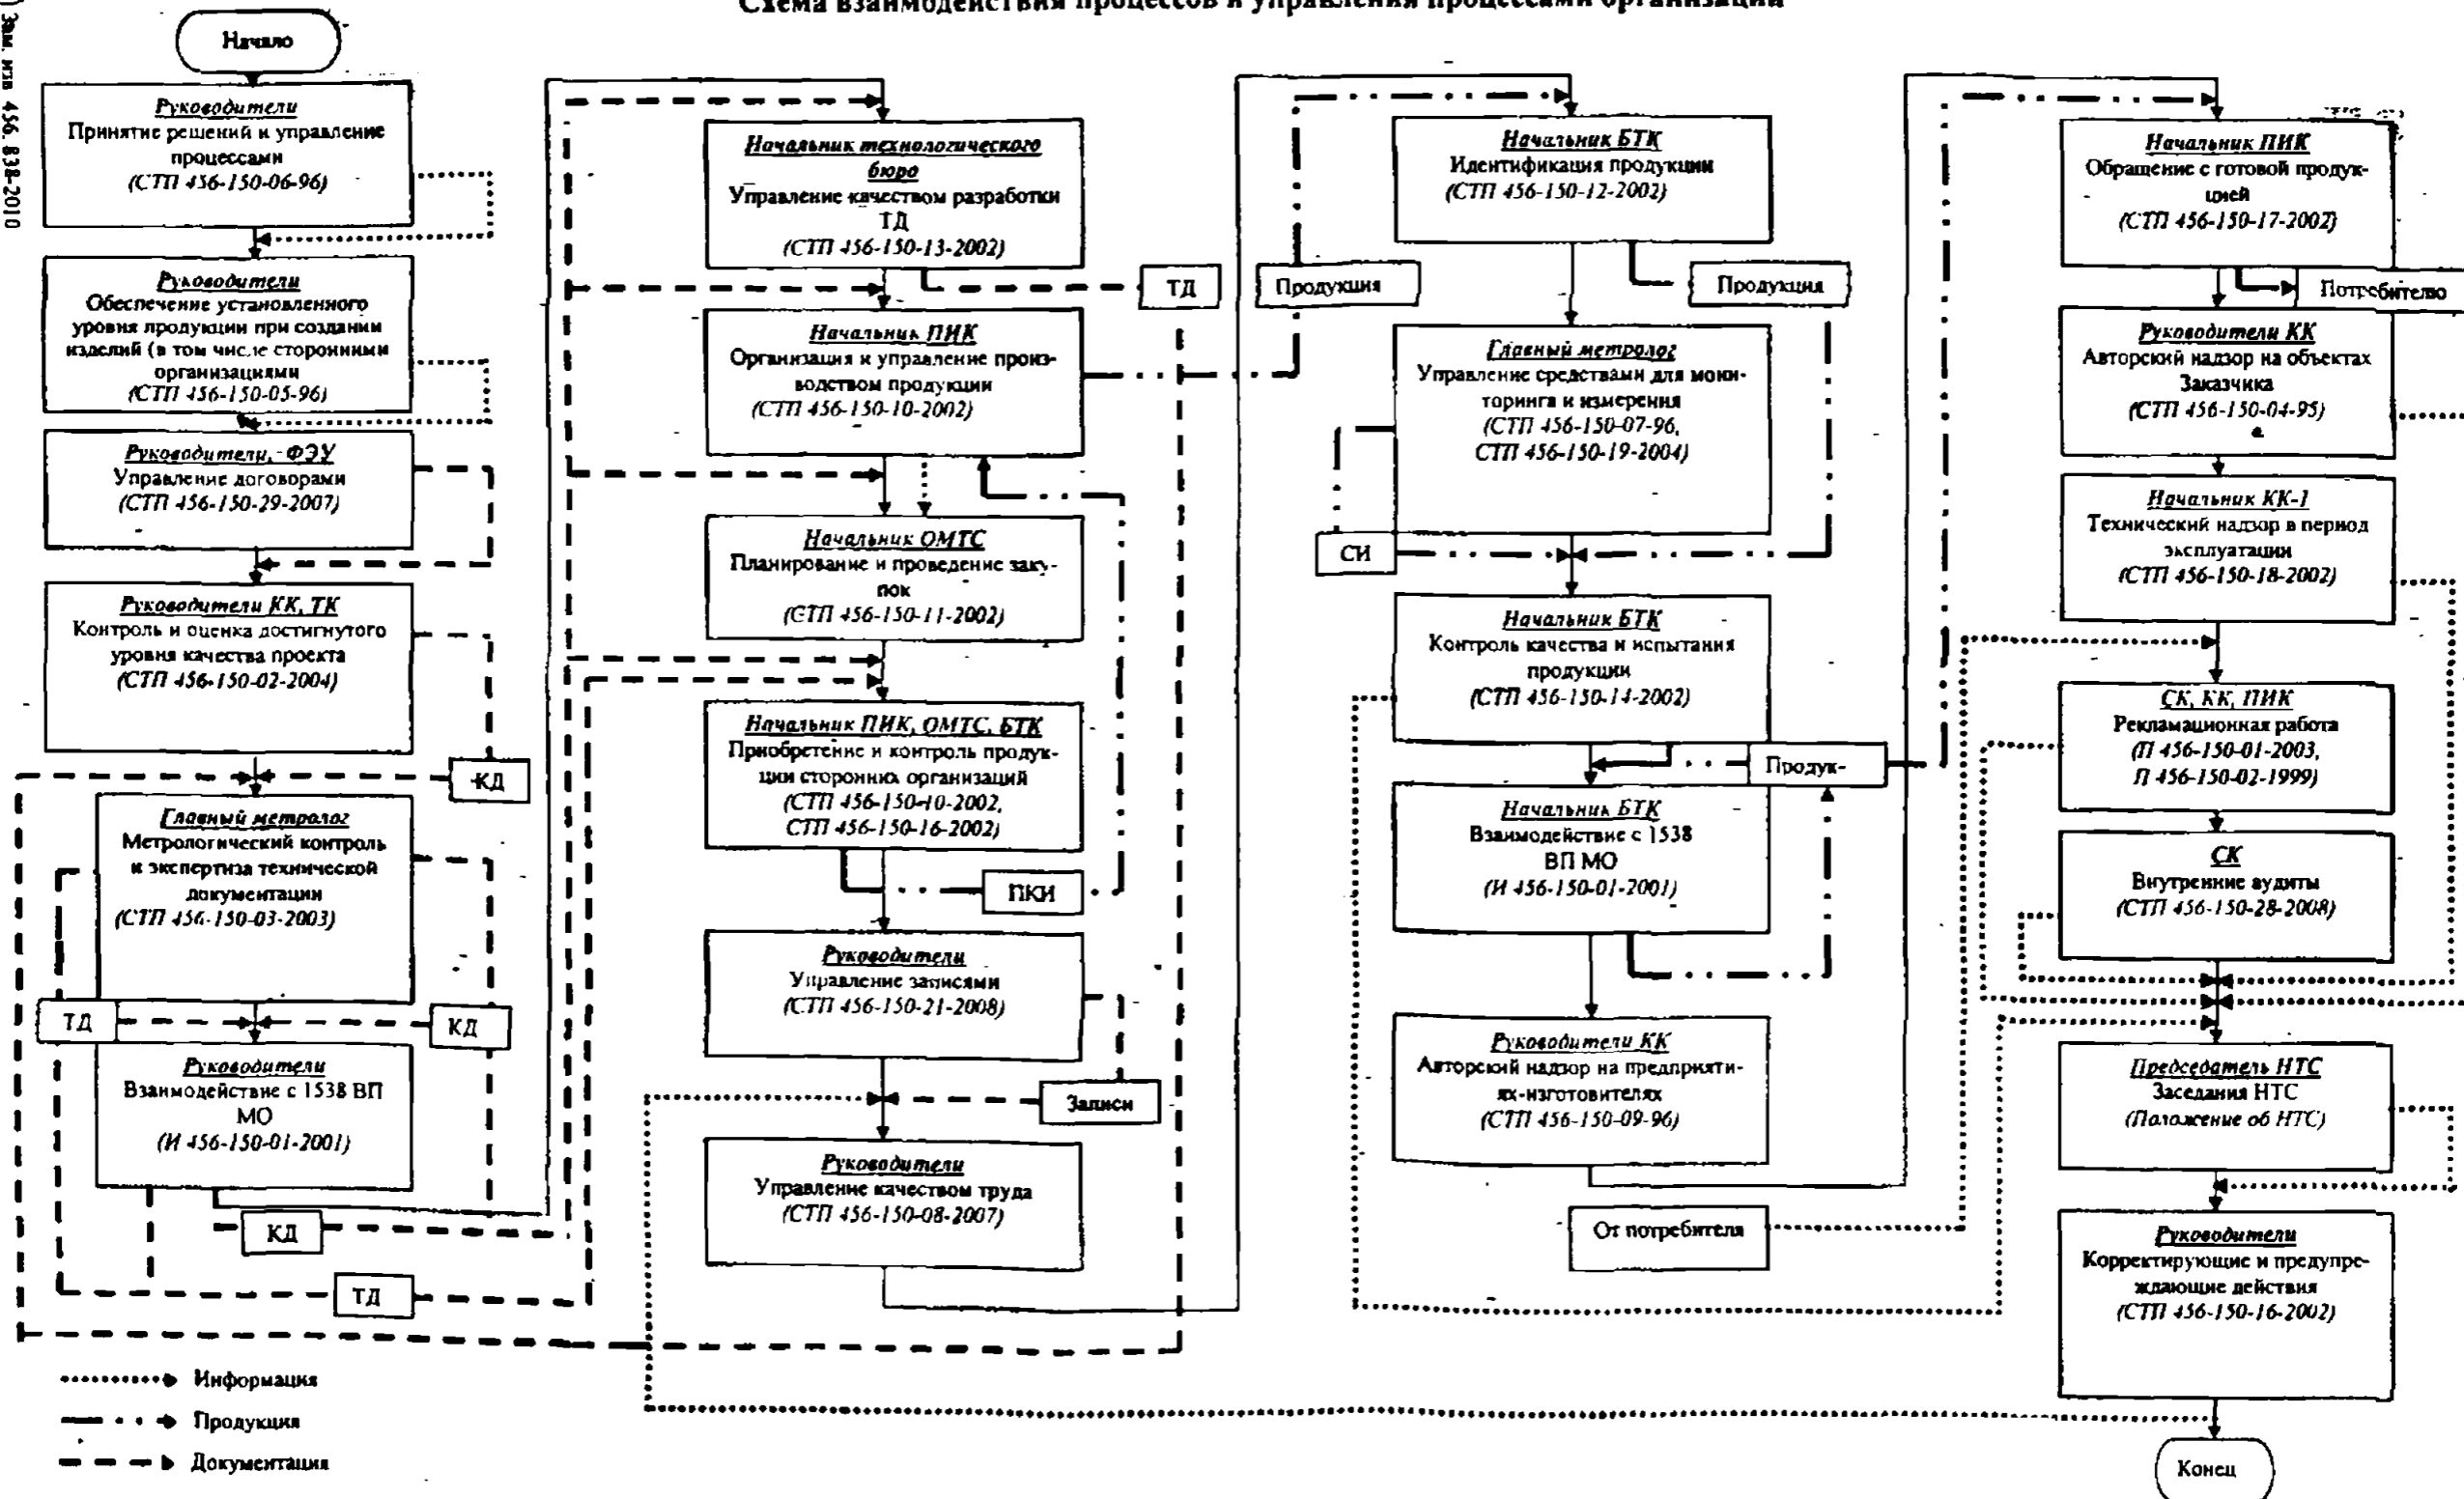 Схема взаимодействия процессов и управления процессами организации
Зам. изв 456. 838-2010
Начало
Руководители
Принятие решений и управление
процессами
(СТП 456-150-06-96)
Руководители
Обеспечение установленного
уровня продукции при создании
изделий (в том числе сторонними
организациями
(СТП 456-150-05-96)
Руководители, ФЭУ
Управление договорами
(СТП 456-150-29-2007)
Руководители КК, ТК
Контроль и оценка достигнутого
уровня качества проекта
(СТП 456-150-02-2004)
КД
Главный метролог
Метрологический контроль
и экспертиза технической
документации
(СТП 456-150-03-2003)
ТД
КД
Руководители
Взаимодействие с 1538 ВП
МО
(И 456-150-01-2001)
КД
ТД
Информация
Продукция
Документация
Начальник технологического
бюро
Управление качеством разработки
ТД
(СТП 456-150-13-2002)
ТД
Начальник ПИК
Организация и управление произ-
водством продукции
(СТП 456-150-10-2002)
Начальник ОМТС
Планирование и проведение заку-
пок
(СТП 456-150-11-2002)
Начальник ПИК, ОМТС, БТК
Приобретение и контроль продук-
ции сторонних организаций
(СТП 456-150-10-2002,
СТП 456-150-16-2002)
ПКИ
Руководители
Управление записями
(СТП 456-150-21-2008)
Записи
Руководители
Управление качеством труда
(СТП 456-150-08-2007)
Продукция
Начальник БТК
Идентификация продукции
(СТП 456-150-12-2002)
Продукция
Главный метролог
Управление средствами для мони-
торинга и измерения
(СТП 456-150-07-96,
СТП 456-150-19-2004)
СИ
Начальник БТК
Контроль качества и испытания
продукции
(СТП 456-150-14-2002)
Продук-
Начальник БТК
Взаимодействие с 1538
ВП МО
(И 456-150-01-2001)
Руководители КК
Авторский надзор на предприяти-
ях-изготовителях
(СТП 456-150-09-96)
От потребителя
Начальник ПИК
Обращение с готовой продук-
цией
(СТП 456-150-17-2002)
Потребителю
Руководители КК
Авторский надзор на объектах
Заказчика
(СТП 456-150-04-95)
Начальник КК-1
Технический надзор в период
эксплуатации
(СТП 456-150-18-2002)
СК, КК, ПИК
Рекламационная работа
(П 456-150-01-2003,
П 456-150-02-1999)
СК
Внутренние аудиты
(СТП 456-150-28-2008)
Председатель НТС
Заседания НТС
(Положение об НТС)
Руководители
Корректирующие и предупре-
ждающие действия
(СТП 456-150-16-2002)
Конец